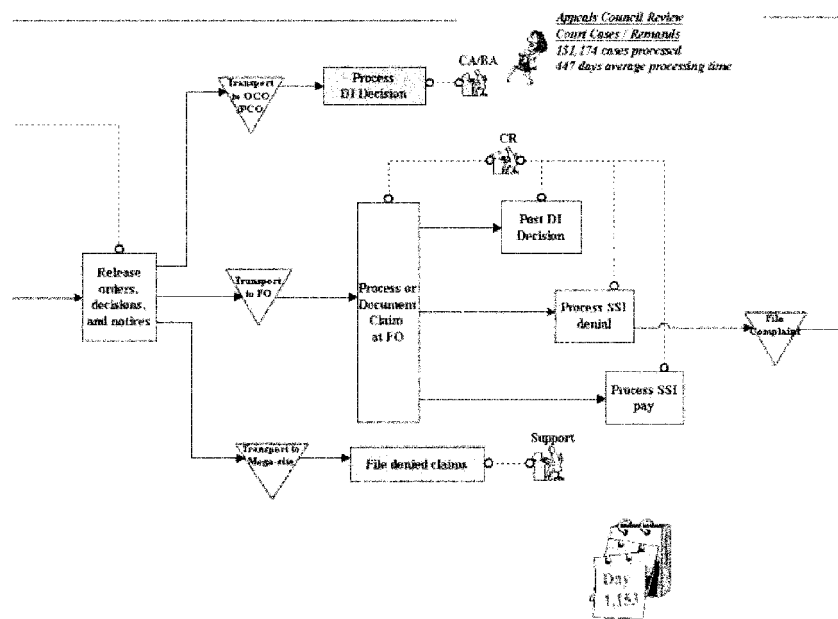 Appeals Council Review
Court Cases / Remands
151,174 cases processed
447 days average processing time
CA/BA
Transport
to OCO/
PCO
Process
DI Decision
CR
Post DI
Decision
Release
orders,
decisions,
and notices
Transport
to FO
Process or
Document
Claim
at FO
Process SSI
denial
File
Complaint
Process SSI
pay
Transport to
Mega-site
File denied claims
Support
Day
1,153